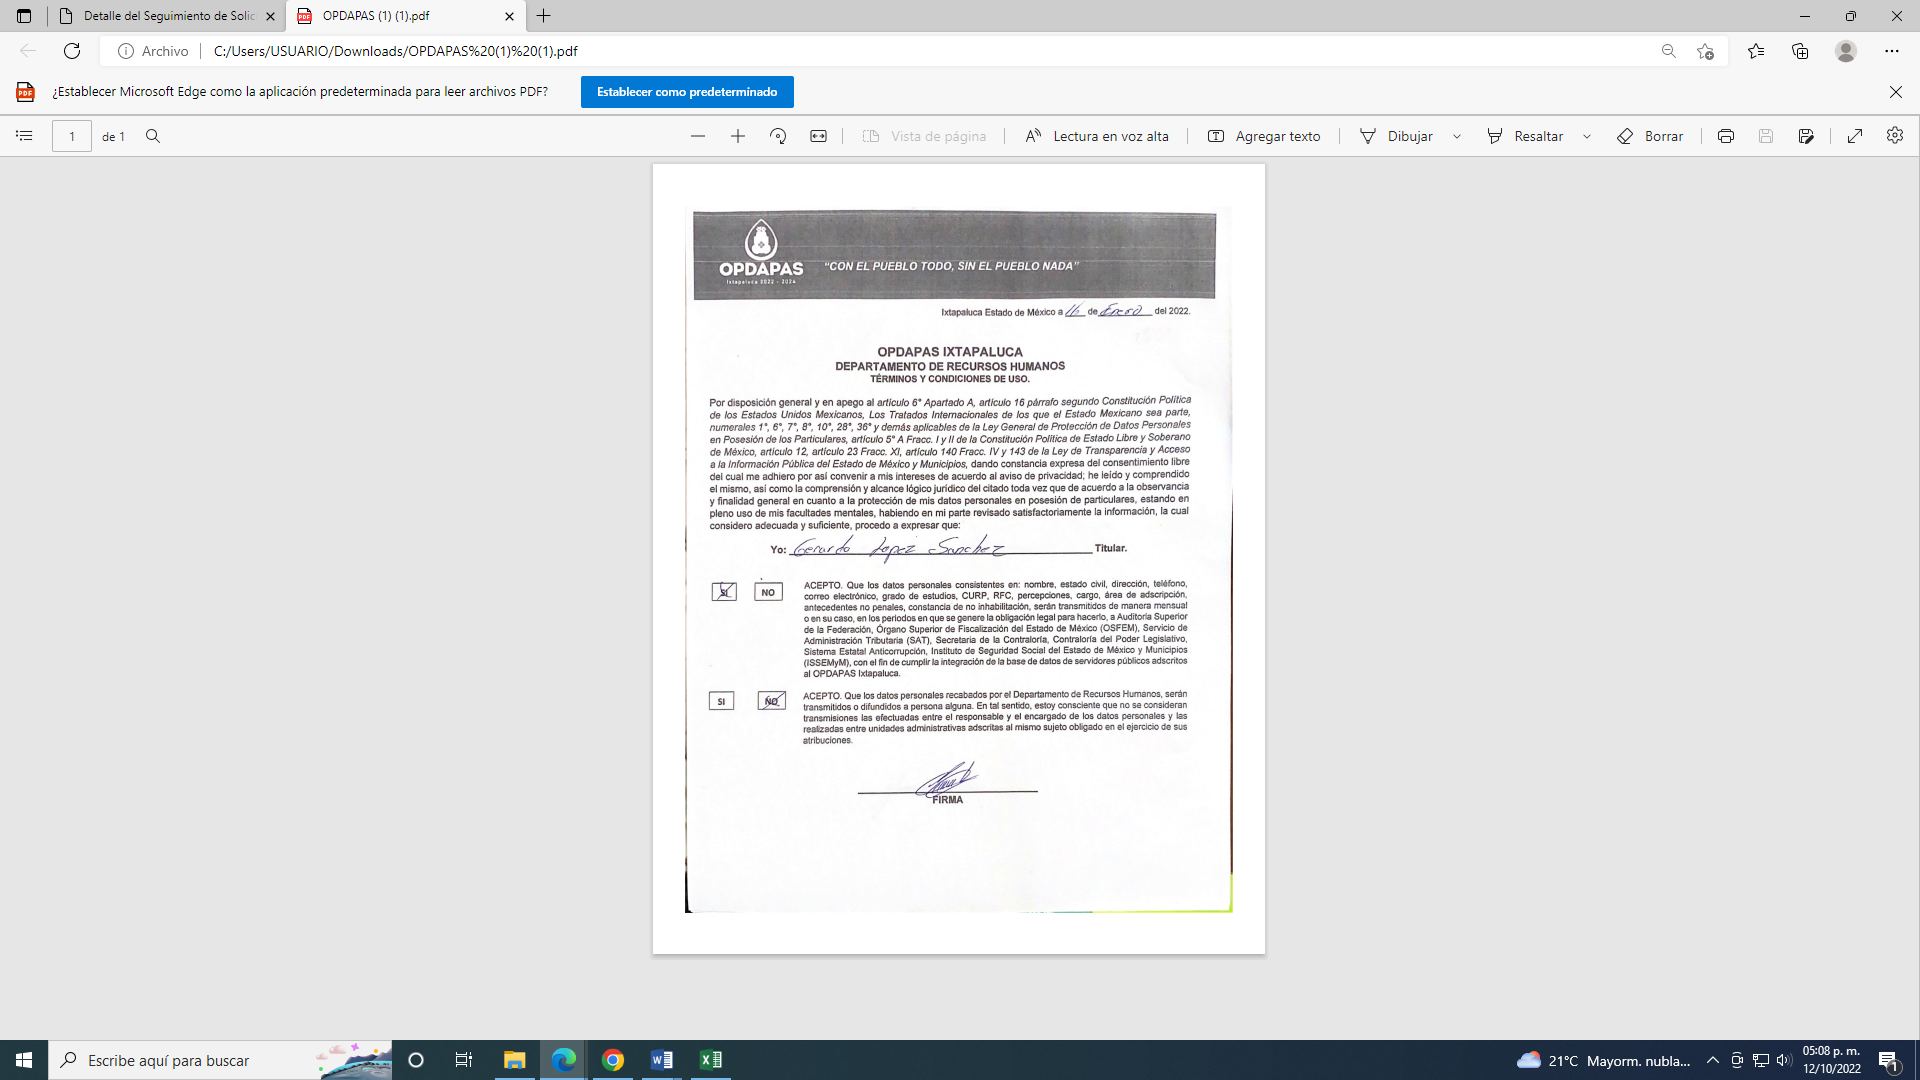 Detalle del Seguimiento de Solic
OPDAPAS (1) (1).pdf
Archivo
C:/Users/USUARIO/Downloads/OPDAPAS%20(1)%20(1).pdf
¿Establecer Microsoft Edge como la aplicación predeterminada para leer archivos PDF?
Establecer como predeterminado
1 de 1
Vista de página
Lectura en voz alta
Agregar texto
Dibujar
Resaltar
Borrar
OPDAPAS
Ixtapaluca 2022 - 2024
“CON EL PUEBLO TODO, SIN EL PUEBLO NADA”
Ixtapaluca Estado de México a 16 de Enero del 2022.
OPDAPAS IXTAPALUCA
DEPARTAMENTO DE RECURSOS HUMANOS
TÉRMINOS Y CONDICIONES DE USO.
Por disposición general y en apego al artículo 6° Apartado A, artículo 16 párrafo segundo Constitución Política
de los Estados Unidos Mexicanos, Los Tratados Internacionales de los que el Estado Mexicano sea parte,
numerales 1°, 6°, 7°, 8°, 10°, 28°, 36° y demás aplicables de la Ley General de Protección de Datos Personales
en Posesión de los Particulares, artículo 5° A Fracc. I y II de la Constitución Política de Estado Libre y Soberano
de México, artículo 12, artículo 23 Fracc. XI, artículo 140 Fracc. IV y 143 de la Ley de Transparencia y Acceso
a la Información Pública del Estado de México y Municipios, dando constancia expresa del consentimiento libre
del cual me adhiero por así convenir a mis intereses de acuerdo al aviso de privacidad; he leído y comprendido
el mismo, así como la comprensión y alcance lógico jurídico del citado toda vez que de acuerdo a la observancia
y finalidad general en cuanto a la protección de mis datos personales en posesión de particulares, estando en
pleno uso de mis facultades mentales, habiendo en mi parte revisado satisfactoriamente la información, la cual
considero adecuada y suficiente, procedo a expresar que:
Yo: Gerardo Lopez Sanchez Titular.
SI NO
ACEPTO. Que los datos personales consistentes en: nombre, estado civil, dirección, teléfono,
correo electrónico, grado de estudios, CURP, RFC, percepciones, cargo, área de adscripción,
antecedentes no penales, constancia de no inhabilitación, serán transmitidos de manera mensual
o en su caso, en los periodos en que se genere la obligación legal para hacerlo, a Auditoría Superior
de la Federación, Órgano Superior de Fiscalización del Estado de México (OSFEM), Servicio de
Administración Tributaria (SAT), Secretaria de la Contraloría, Contraloría del Poder Legislativo,
Sistema Estatal Anticorrupción, Instituto de Seguridad Social del Estado de México y Municipios
(ISSEMyM), con el fin de cumplir la integración de la base de datos de servidores públicos adscritos
al OPDAPAS Ixtapaluca.
SI NO
ACEPTO. Que los datos personales recabados por el Departamento de Recursos Humanos, serán
transmitidos o difundidos a persona alguna. En tal sentido, estoy consciente que no se consideran
transmisiones las efectuadas entre el responsable y el encargado de los datos personales y las
realizadas entre unidades administrativas adscritas al mismo sujeto obligado en el ejercicio de sus
atribuciones.
FIRMA
Escribe aquí para buscar
21°C Mayorm. nubla...
05:08 p. m.
12/10/2022
1